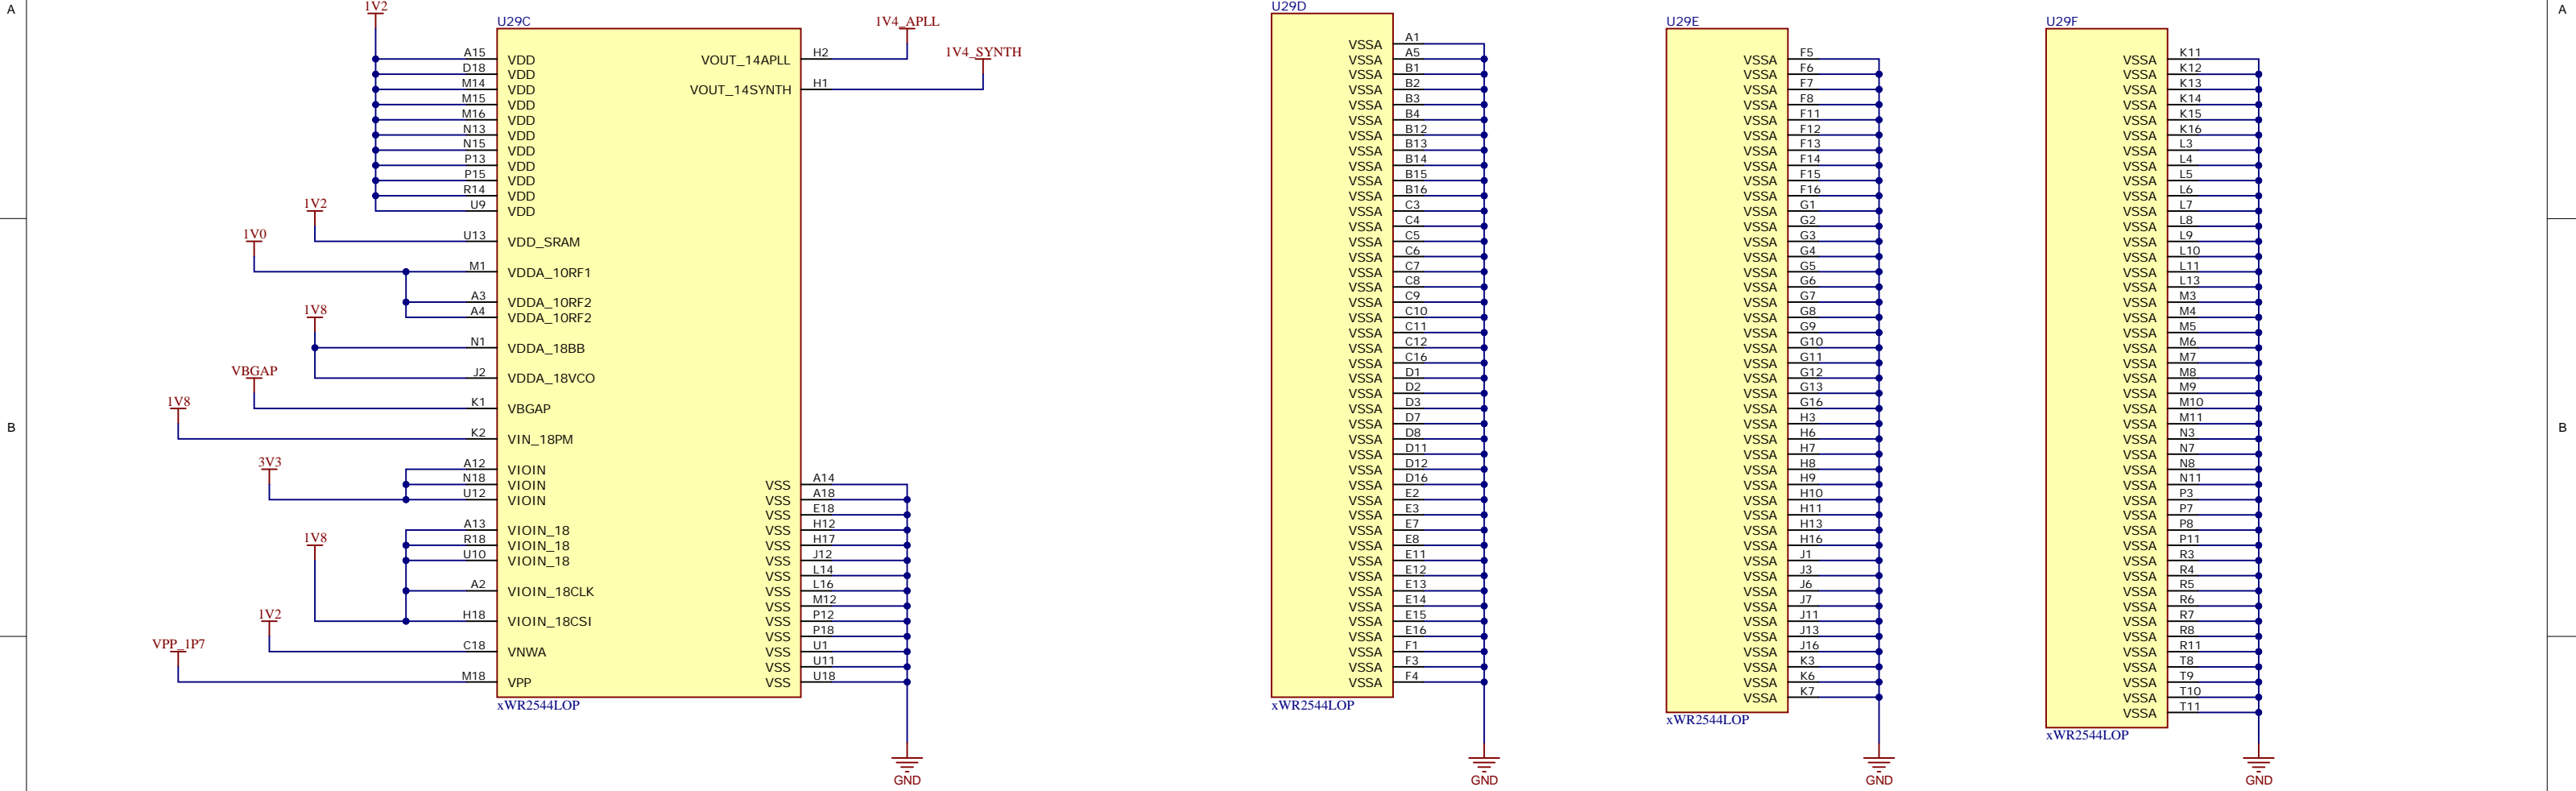 A
1V2
U29C
1V4_APLL
1V4_SYNTH
A15 VDD
D18 VDD
M14 VDD
M15 VDD
M16 VDD
N13 VDD
N15 VDD
P13 VDD
P15 VDD
R14 VDD
U9 VDD
1V2
U13 VDD_SRAM
1V0
M1 VDDA_10RF1
A3 VDDA_10RF2
A4 VDDA_10RF2
1V8
N1 VDDA_18BB
J2 VDDA_18VCO
VBGAP
K1 VBGAP
1V8
B
K2 VIN_18PM
3V3
A12 VIOIN
N18 VIOIN
U12 VIOIN
A13 VIOIN_18
R18 VIOIN_18
U10 VIOIN_18
1V8
A2 VIOIN_18CLK
H18 VIOIN_18CSI
1V2
C18 VNWA
VPP_1P7
M18 VPP
VOUT_14APLL H2
VOUT_14SYNTH H1
VSS A14
VSS A18
VSS E18
VSS H12
VSS H17
VSS J12
VSS L14
VSS L16
VSS M12
VSS P12
VSS P18
VSS U1
VSS U11
VSS U18
xWR2544LOP
GND
U29D
VSSA A1
VSSA A5
VSSA B1
VSSA B2
VSSA B3
VSSA B4
VSSA B12
VSSA B13
VSSA B14
VSSA B15
VSSA B16
VSSA C3
VSSA C4
VSSA C5
VSSA C6
VSSA C7
VSSA C8
VSSA C9
VSSA C10
VSSA C11
VSSA C12
VSSA C16
VSSA D1
VSSA D2
VSSA D3
VSSA D7
VSSA D8
VSSA D11
VSSA D12
VSSA D16
VSSA E2
VSSA E3
VSSA E7
VSSA E8
VSSA E11
VSSA E12
VSSA E13
VSSA E14
VSSA E15
VSSA E16
VSSA F1
VSSA F3
VSSA F4
xWR2544LOP
GND
U29E
VSSA F5
VSSA F6
VSSA F7
VSSA F8
VSSA F11
VSSA F12
VSSA F13
VSSA F14
VSSA F15
VSSA F16
VSSA G1
VSSA G2
VSSA G3
VSSA G4
VSSA G5
VSSA G6
VSSA G7
VSSA G8
VSSA G9
VSSA G10
VSSA G11
VSSA G12
VSSA G13
VSSA G16
VSSA H3
VSSA H6
VSSA H7
VSSA H8
VSSA H9
VSSA H10
VSSA H11
VSSA H13
VSSA H16
VSSA J1
VSSA J3
VSSA J6
VSSA J7
VSSA J11
VSSA J13
VSSA J16
VSSA K3
VSSA K6
VSSA K7
xWR2544LOP
GND
U29F
VSSA K11
VSSA K12
VSSA K13
VSSA K14
VSSA K15
VSSA K16
VSSA L3
VSSA L4
VSSA L5
VSSA L6
VSSA L7
VSSA L8
VSSA L9
VSSA L10
VSSA L11
VSSA L13
VSSA M3
VSSA M4
VSSA M5
VSSA M6
VSSA M7
VSSA M8
VSSA M9
VSSA M10
VSSA M11
VSSA N3
VSSA N7
VSSA N8
VSSA N11
VSSA P3
VSSA P7
VSSA P8
VSSA P11
VSSA R3
VSSA R4
VSSA R5
VSSA R6
VSSA R7
VSSA R8
VSSA R11
VSSA T8
VSSA T9
VSSA T10
VSSA T11
xWR2544LOP
GND
A
B